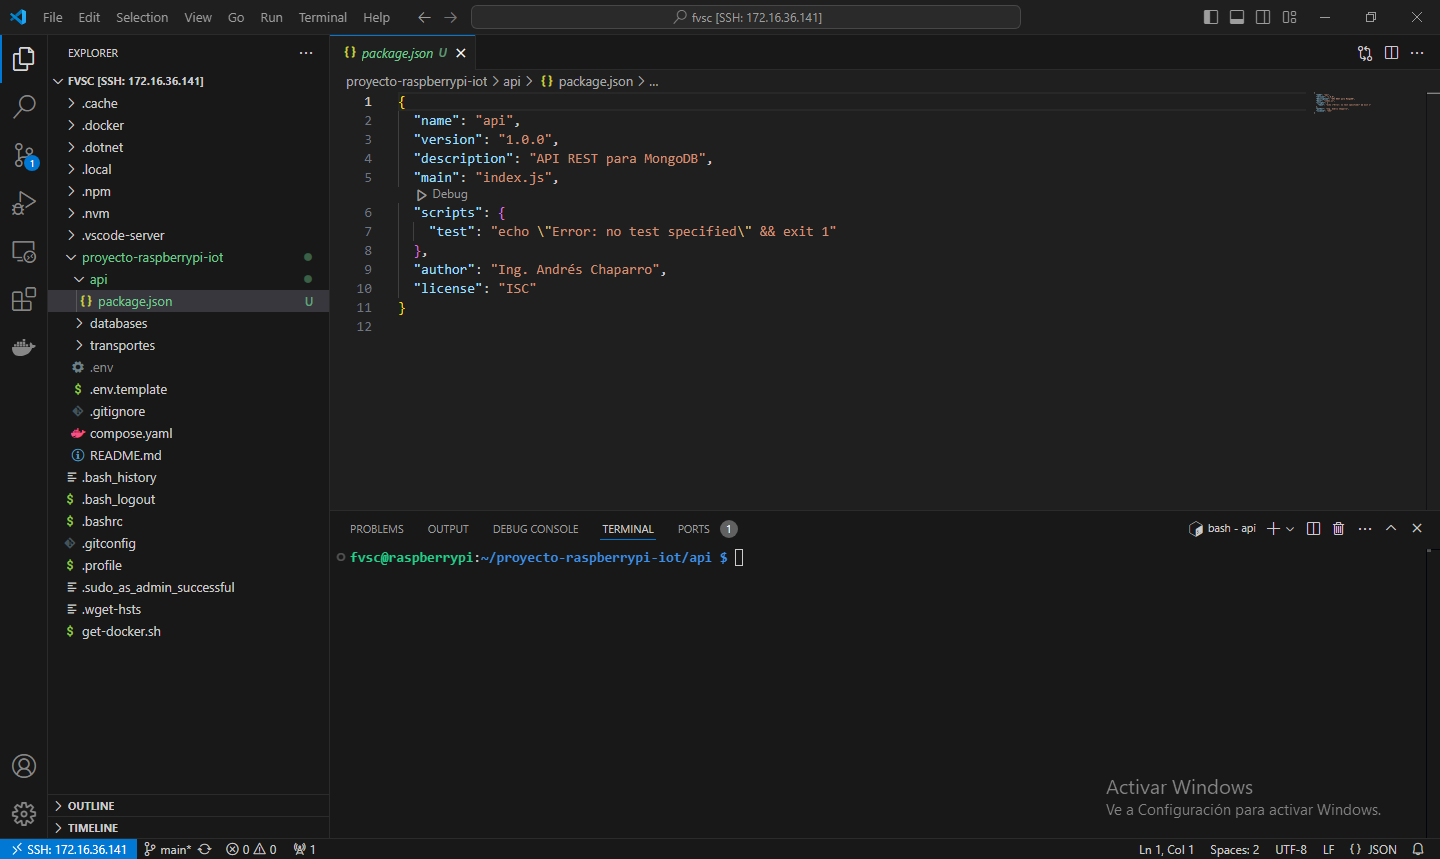 File Edit Selection View Go Run Terminal Help
fvsc [SSH: 172.16.36.141]
EXPLORER
FVSC [SSH: 172.16.36.141]
.cache
.docker
.dotnet
.local
.npm
.nvm
.vscode-server
proyecto-raspberrypi-iot
api
{} package.json U
databases
transportes
.env
$ .env.template
.gitignore
compose.yaml
README.md
.bash_history
$ .bash_logout
$ .bashrc
.gitconfig
$ .profile
.sudo_as_admin_successful
.wget-hsts
$ get-docker.sh
OUTLINE
TIMELINE
1
{} package.json U
proyecto-raspberrypi-iot > api > {} package.json > ...
1 {
2 "name": "api",
3 "version": "1.0.0",
4 "description": "API REST para MongoDB",
5 "main": "index.js",
Debug
6 "scripts": {
7 "test": "echo \"Error: no test specified\" && exit 1"
8 },
9 "author": "Ing. Andrés Chaparro",
10 "license": "ISC"
11 }
12
PROBLEMS OUTPUT DEBUG CONSOLE TERMINAL PORTS 1
bash - api
fvsc@raspberrypi:~/proyecto-raspberrypi-iot/api $
Activar Windows
Ve a Configuración para activar Windows.
SSH: 172.16.36.141 main* 0 0 1 Ln 1, Col 1 Spaces: 2 UTF-8 LF {} JSON